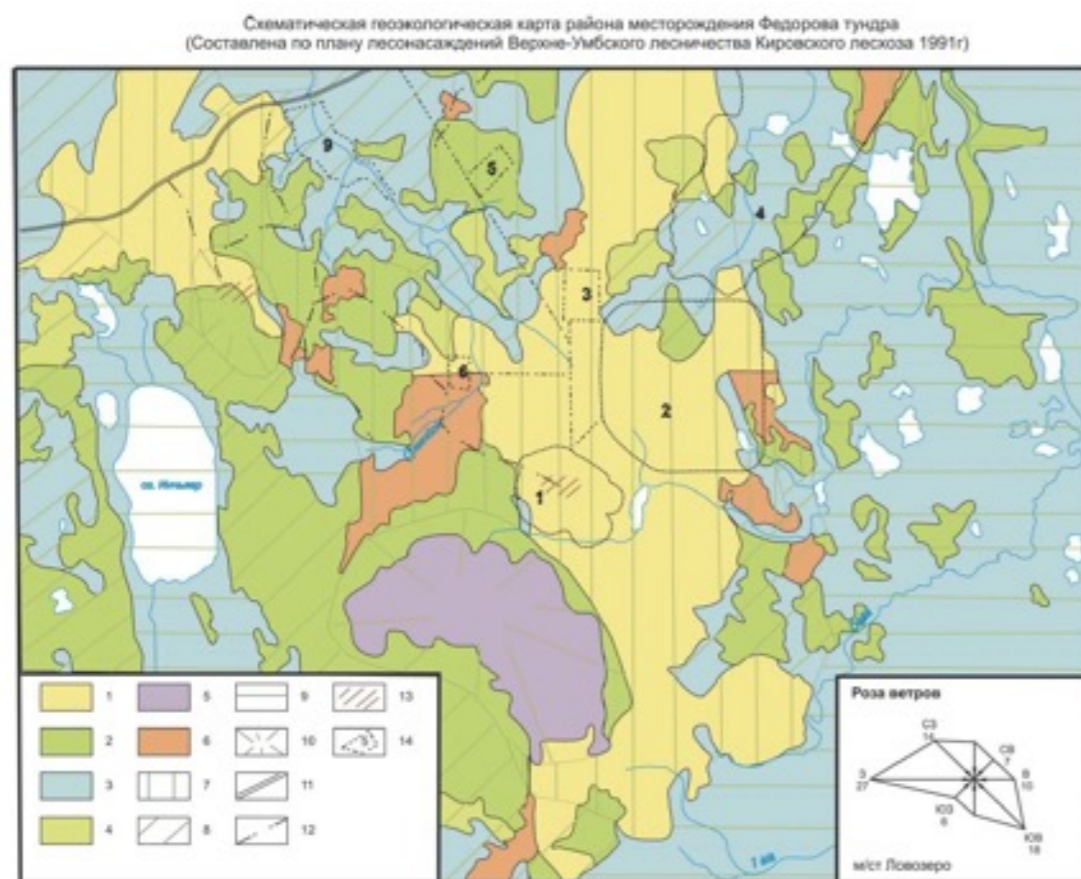 Схематическая геоэкологическая карта района месторождения Федорова тундра
(Составлена по плану лесонасаждений Верхне-Умбского лесничества Кировского лесхоза 1991г)
9
5
4
3
6
2
1
оз.
1
2
3
4
5
6
7
8
9
10
11
12
13
14
Роза ветров
СЗ
14
СВ
7
З
27
В
10
ЮЗ
6
ЮВ
18
м/ст Ловозеро